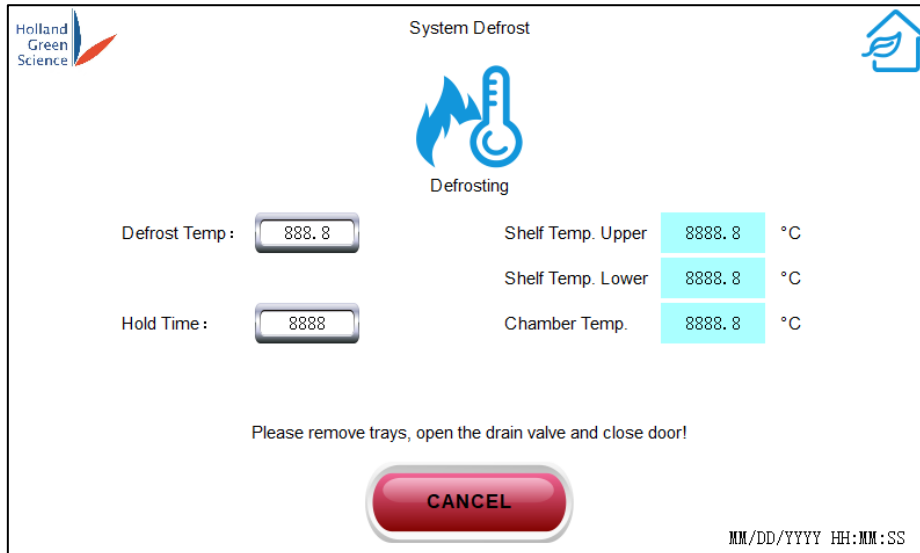 Holland
Green
Science
System Defrost
Defrosting
Defrost Temp: 888.8 Shelf Temp. Upper 8888.8 °C
Shelf Temp. Lower 8888.8 °C
Hold Time: 8888 Chamber Temp. 8888.8 °C
Please remove trays, open the drain valve and close door!
CANCEL
MM/DD/YYYY HH:MM:SS